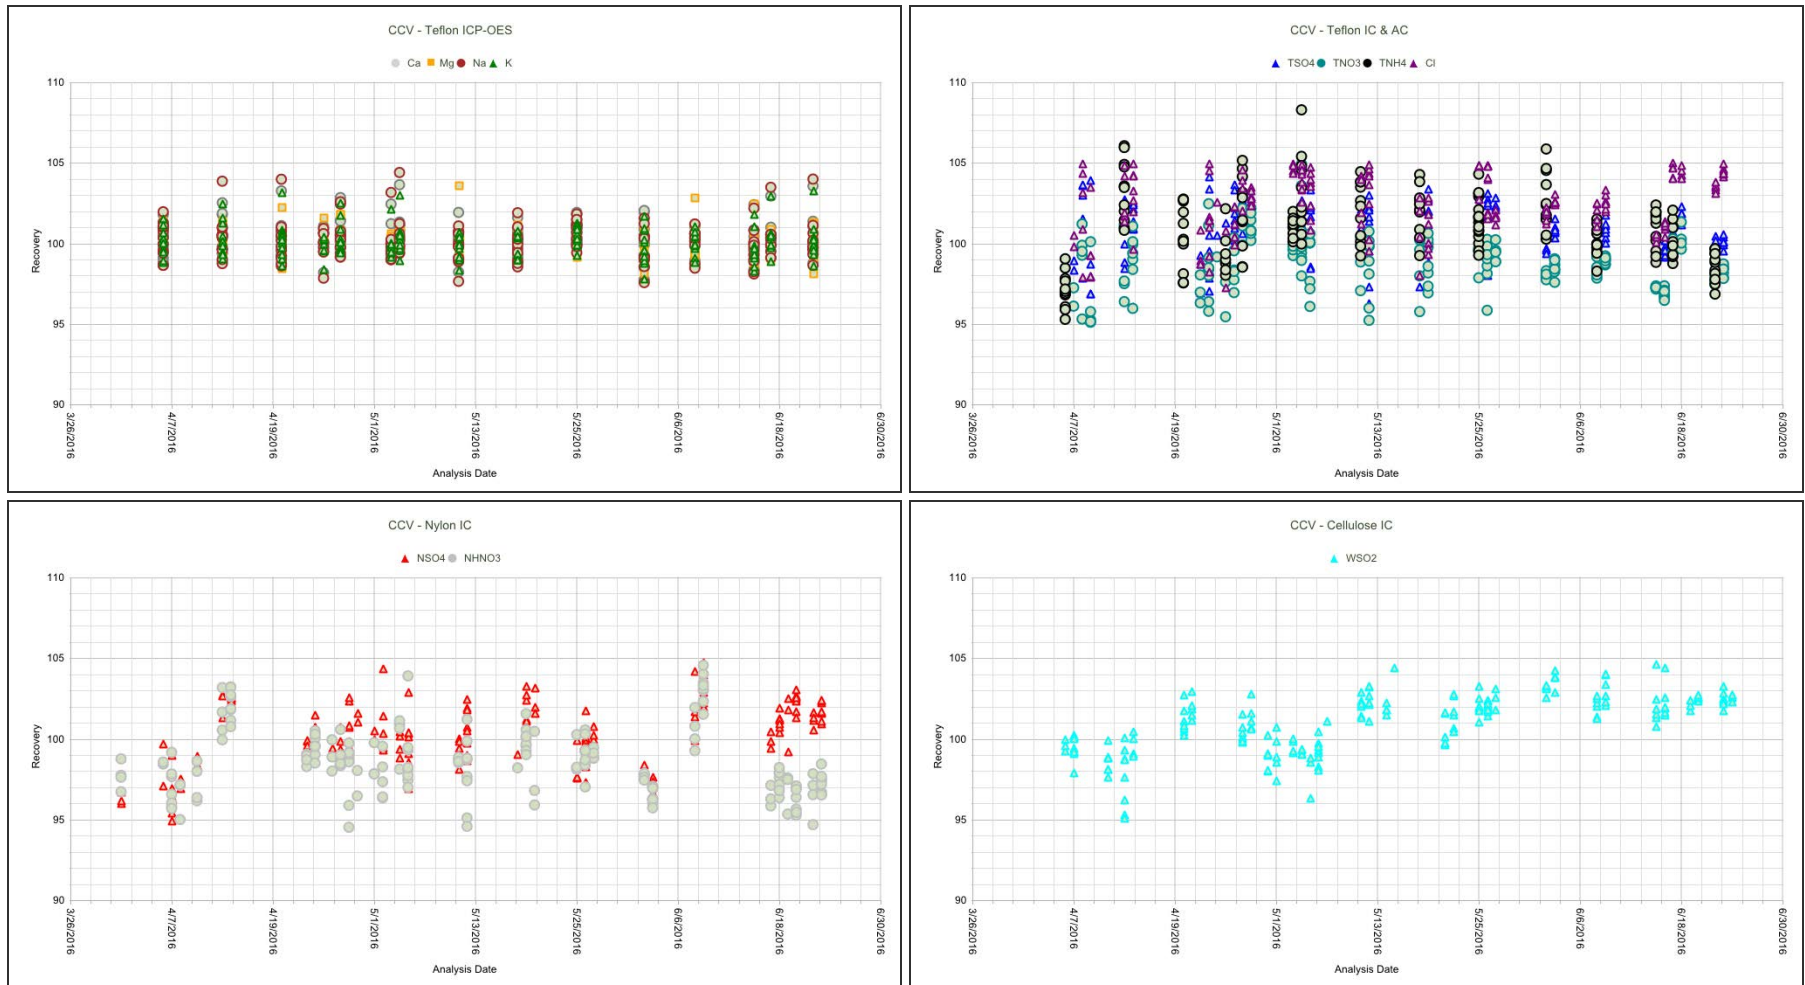 CCV - Teflon ICP-OES
Ca Mg Na K
110
105
100
95
90
Recovery
3/26/2016 4/7/2016 4/19/2016 5/1/2016 5/13/2016 5/25/2016 6/6/2016 6/18/2016 6/30/2016
Analysis Date
CCV - Teflon IC & AC
TSO4 TNO3 TNH4 Cl
110
105
100
95
90
Recovery
3/26/2016 4/7/2016 4/19/2016 5/1/2016 5/13/2016 5/25/2016 6/6/2016 6/18/2016 6/30/2016
Analysis Date
CCV - Nylon IC
NSO4 NHNO3
110
105
100
95
90
Recovery
3/26/2016 4/7/2016 4/19/2016 5/1/2016 5/13/2016 5/25/2016 6/6/2016 6/18/2016 6/30/2016
Analysis Date
CCV - Cellulose IC
WSO2
110
105
100
95
90
Recovery
3/26/2016 4/7/2016 4/19/2016 5/1/2016 5/13/2016 5/25/2016 6/6/2016 6/18/2016 6/30/2016
Analysis Date